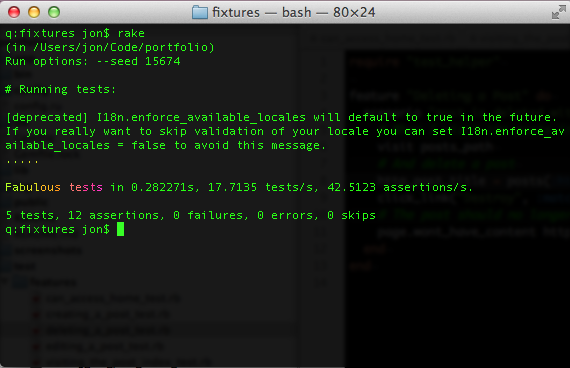 fixtures — bash — 80×24
q:fixtures jon$ rake
(in /Users/jon/Code/portfolio)
Run options: --seed 15674
# Running tests:
[deprecated] I18n.enforce_available_locales will default to true in the future.
If you really want to skip validation of your locale you can set I18n.enforce_av
ailable_locales = false to avoid this message.
.....
Fabulous tests in 0.282271s, 17.7135 tests/s, 42.5123 assertions/s.
5 tests, 12 assertions, 0 failures, 0 errors, 0 skips
q:fixtures jon$